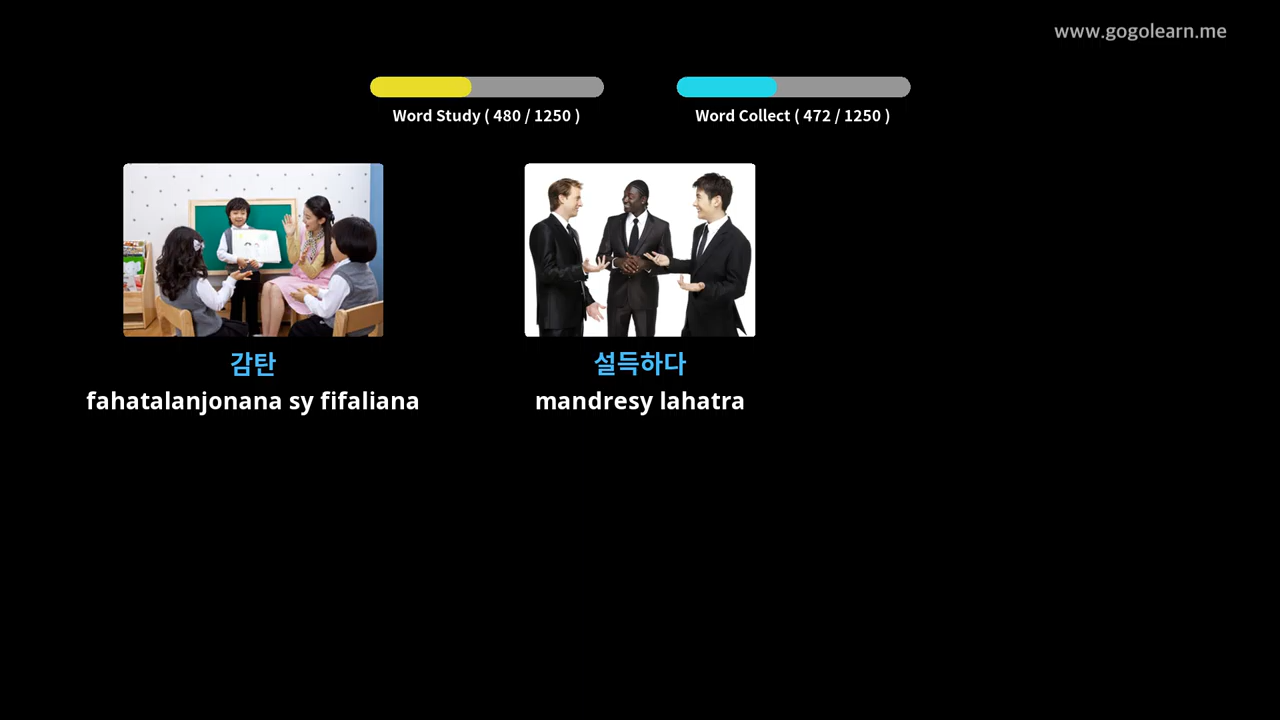 www.gogolearn.me
Word Study ( 480 / 1250 )
Word Collect ( 472 / 1250 )
감탄
fahatalanjonana sy fifaliana
설득하다
mandresy lahatra